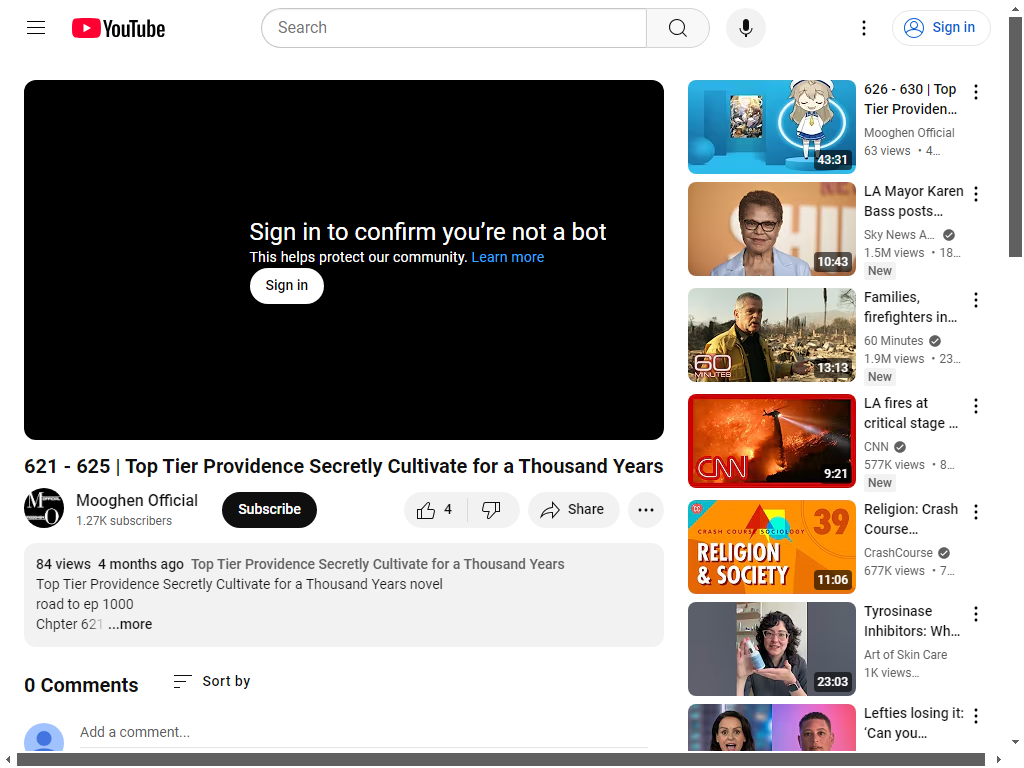 YouTube
Search
Sign in
Sign in to confirm you’re not a bot
This helps protect our community. Learn more
Sign in
621 - 625 | Top Tier Providence Secretly Cultivate for a Thousand Years
Mooghen Official
1.27K subscribers
Subscribe
4
Share
84 views 4 months ago Top Tier Providence Secretly Cultivate for a Thousand Years
Top Tier Providence Secretly Cultivate for a Thousand Years novel
road to ep 1000
Chpter 621 ...more
0 Comments
Sort by
Add a comment...
43:31
626 - 630 | Top
Tier Providen...
Mooghen Official
63 views • 4...
10:43
LA Mayor Karen
Bass posts...
Sky News A...
1.5M views • 18...
New
60
MINUTES
13:13
Families,
firefighters in...
60 Minutes
1.9M views • 23...
New
CNN
9:21
LA fires at
critical stage ...
CNN
577K views • 8...
New
CC
CRASH COURSE SOCIOLOGY
39
RELIGION
& SOCIETY
11:06
Religion: Crash
Course...
CrashCourse
677K views • 7...
23:03
Tyrosinase
Inhibitors: Wh...
Art of Skin Care
1K views...
Lefties losing it:
‘Can you...